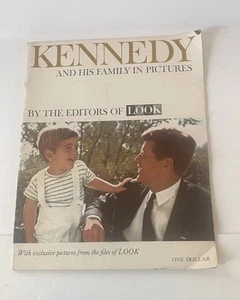 KENNEDY
AND HIS FAMILY IN PICTURES
BY THE EDITORS OF LOOK
With exclusive pictures from the files of LOOK
ONE DOLLAR